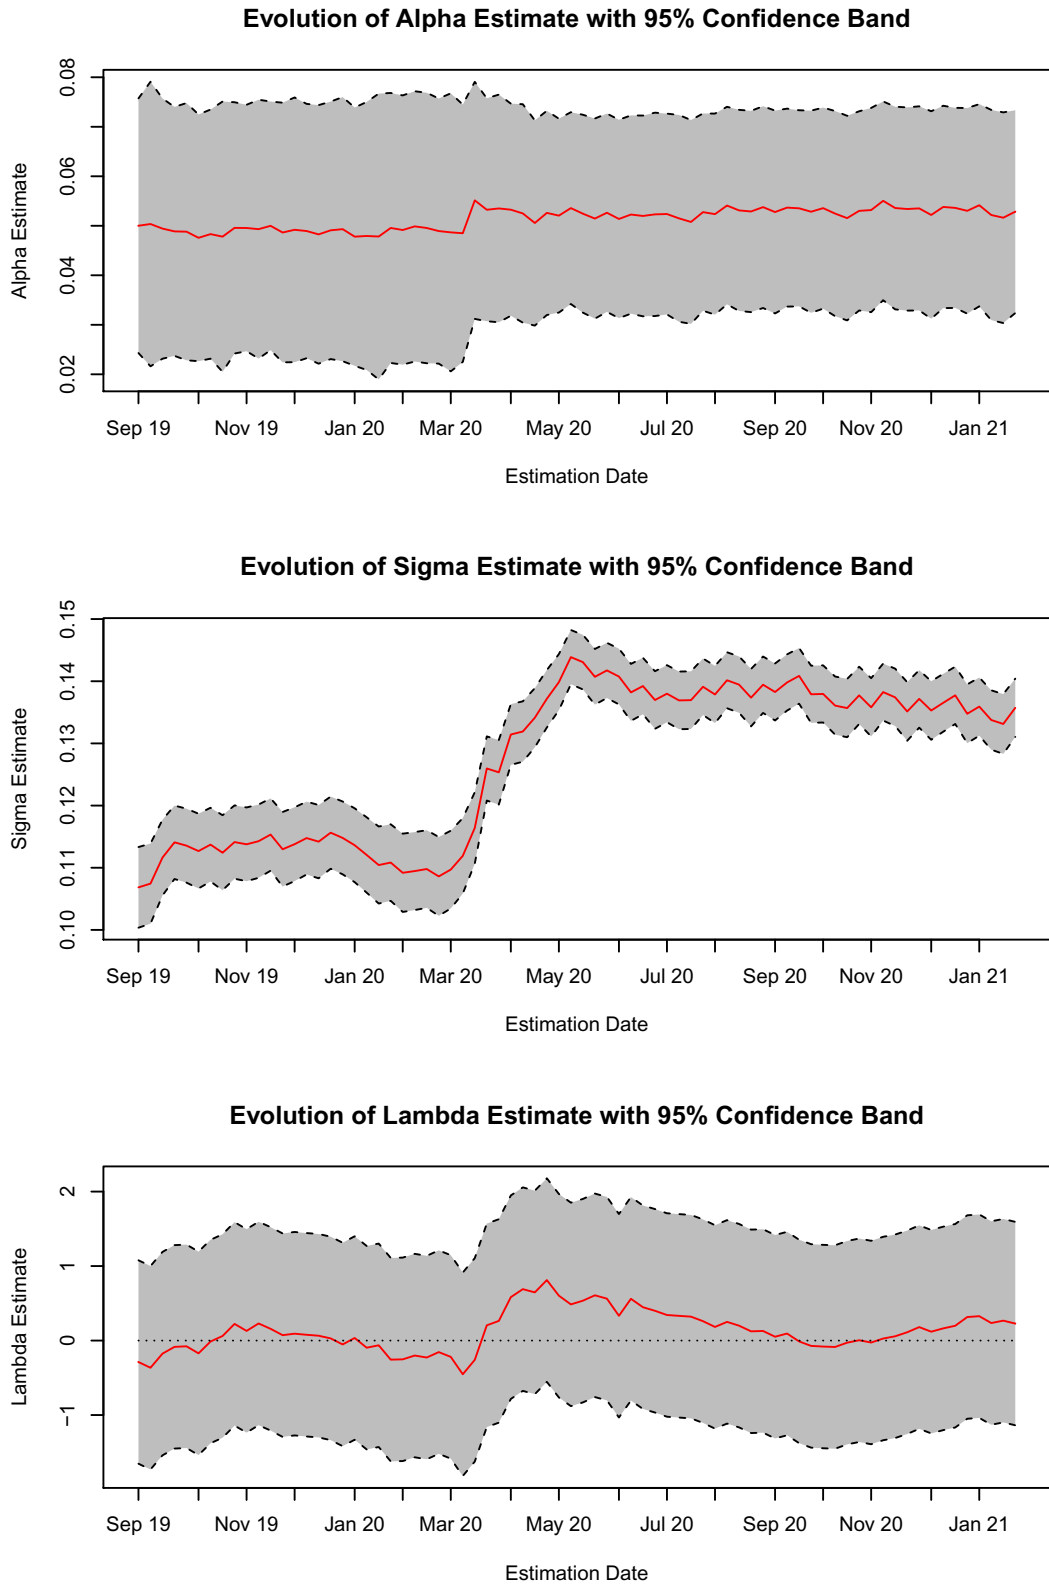 Evolution of Alpha Estimate with 95% Confidence Band
Alpha Estimate
0.08
0.06
0.04
0.02
Sep 19 Nov 19 Jan 20 Mar 20 May 20 Jul 20 Sep 20 Nov 20 Jan 21
Estimation Date
Evolution of Sigma Estimate with 95% Confidence Band
Sigma Estimate
0.15
0.14
0.13
0.12
0.11
0.10
Sep 19 Nov 19 Jan 20 Mar 20 May 20 Jul 20 Sep 20 Nov 20 Jan 21
Estimation Date
Evolution of Lambda Estimate with 95% Confidence Band
Lambda Estimate
2
1
0
−1
Sep 19 Nov 19 Jan 20 Mar 20 May 20 Jul 20 Sep 20 Nov 20 Jan 21
Estimation Date